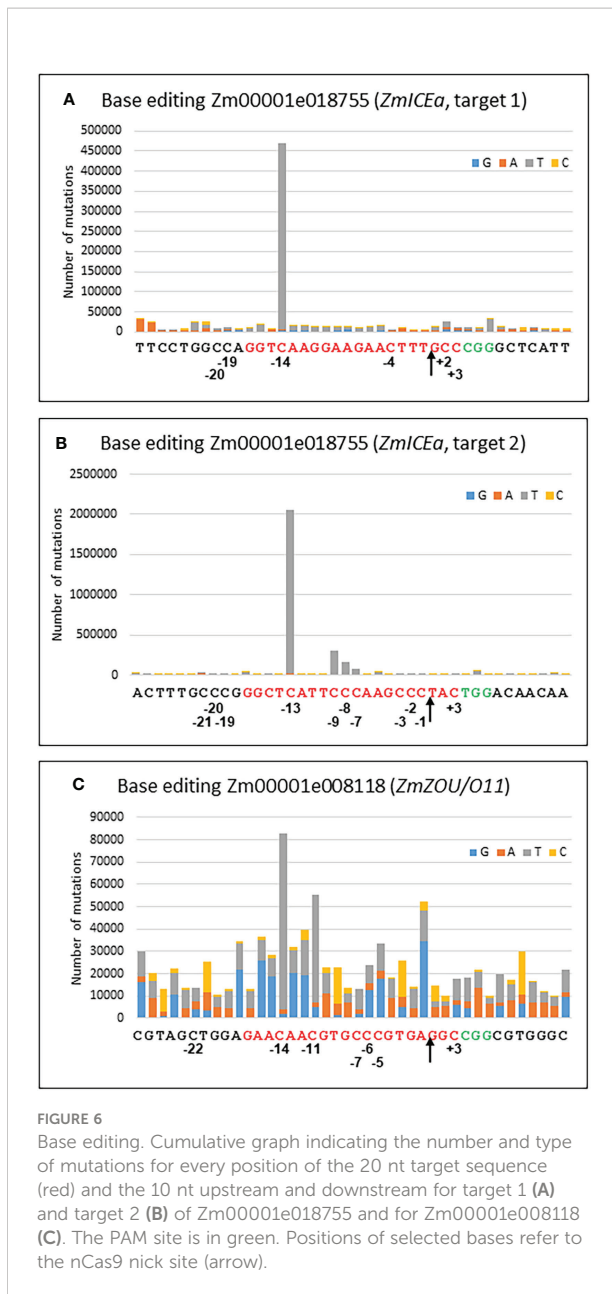 A Base editing Zm00001e018755 (ZmICEa, target 1)
500000
450000
400000
350000
300000
250000
200000
150000
100000
50000
0
Number of mutations
G A T C
TTCCTGGCCAGGTCAAGGAAGAACTTTGCCCGGGCTCATT
-19 -14 -4 +2
-20 +3
B Base editing Zm00001e018755 (ZmICEa, target 2)
2500000
2000000
1500000
1000000
500000
0
Number of mutations
G A T C
ACTTTGCCCGGGCTCATTCCCAAGCCCTACTGGACAACAA
-20 -13 -8 -2 +3
-21 -19 -9 -7 -3 -1
C Base editing Zm00001e008118 (ZmZOU/O11)
90000
80000
70000
60000
50000
40000
30000
20000
10000
0
Number of mutations
G A T C
CGTAGCTGGAGAACAACGTGCCCGTGAGGCCGGCGTGGGC
-22 -14 -11 -6 +3
-7 -5
FIGURE 6
Base editing. Cumulative graph indicating the number and type
of mutations for every position of the 20 nt target sequence
(red) and the 10 nt upstream and downstream for target 1 (A)
and target 2 (B) of Zm00001e018755 and for Zm00001e008118
(C). The PAM site is in green. Positions of selected bases refer to
the nCas9 nick site (arrow).